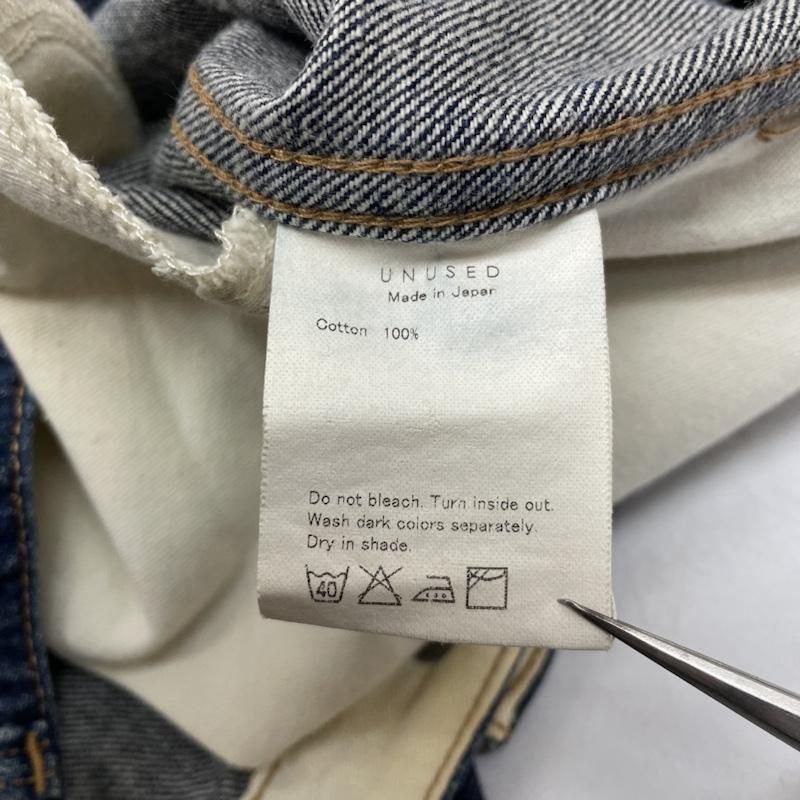 UNUSED
Made in Japan
Cotton 100%
Do not bleach. Turn inside out.
Wash dark colors separately.
Dry in shade.
40